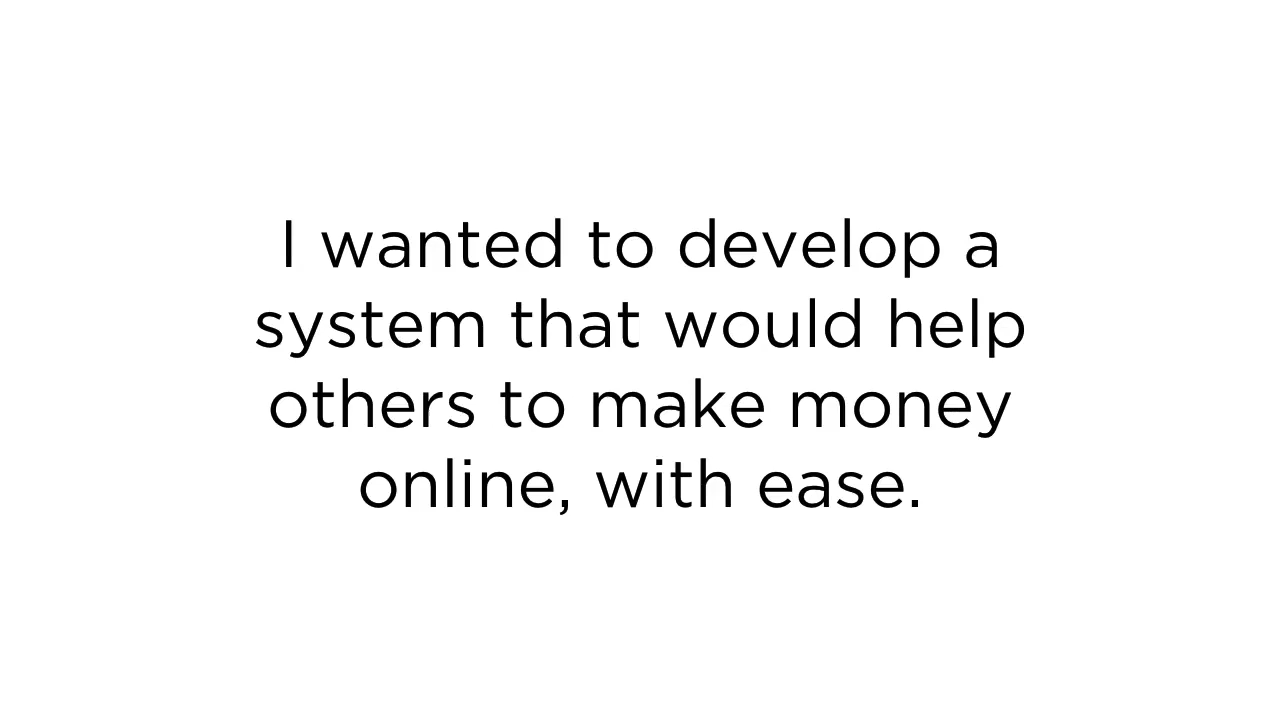 I wanted to develop a
system that would help
others to make money
online, with ease.